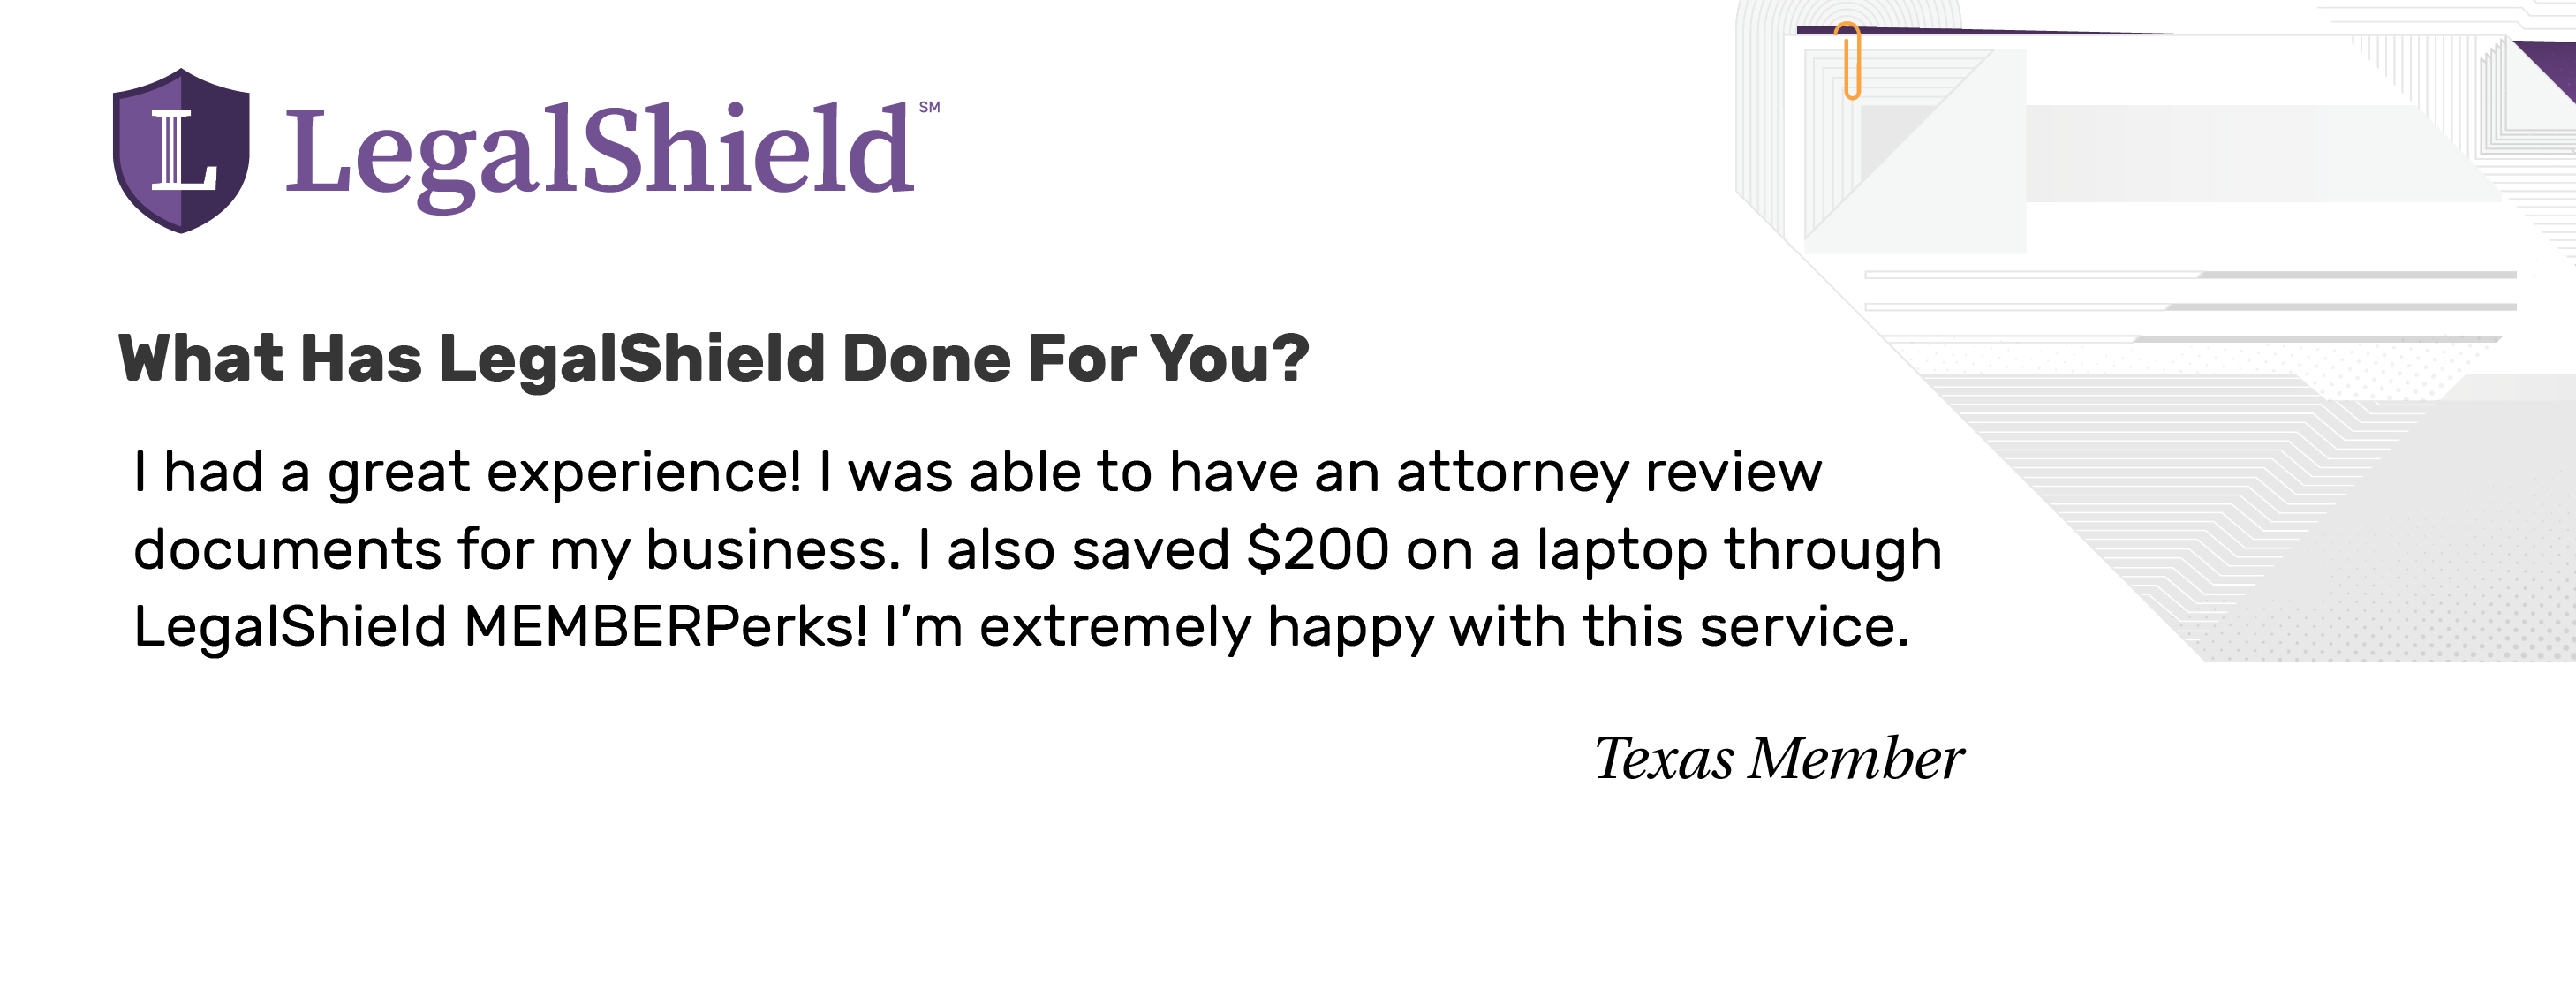 L LegalShield SM
What Has LegalShield Done For You?
I had a great experience! I was able to have an attorney review
documents for my business. I also saved $200 on a laptop through
LegalShield MEMBERPerks! I’m extremely happy with this service.
Texas Member